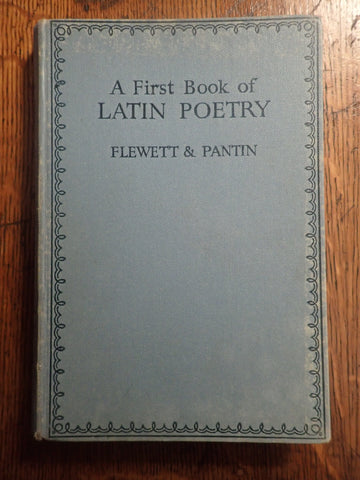 A First Book of
LATIN POETRY
FLEWETT & PANTIN